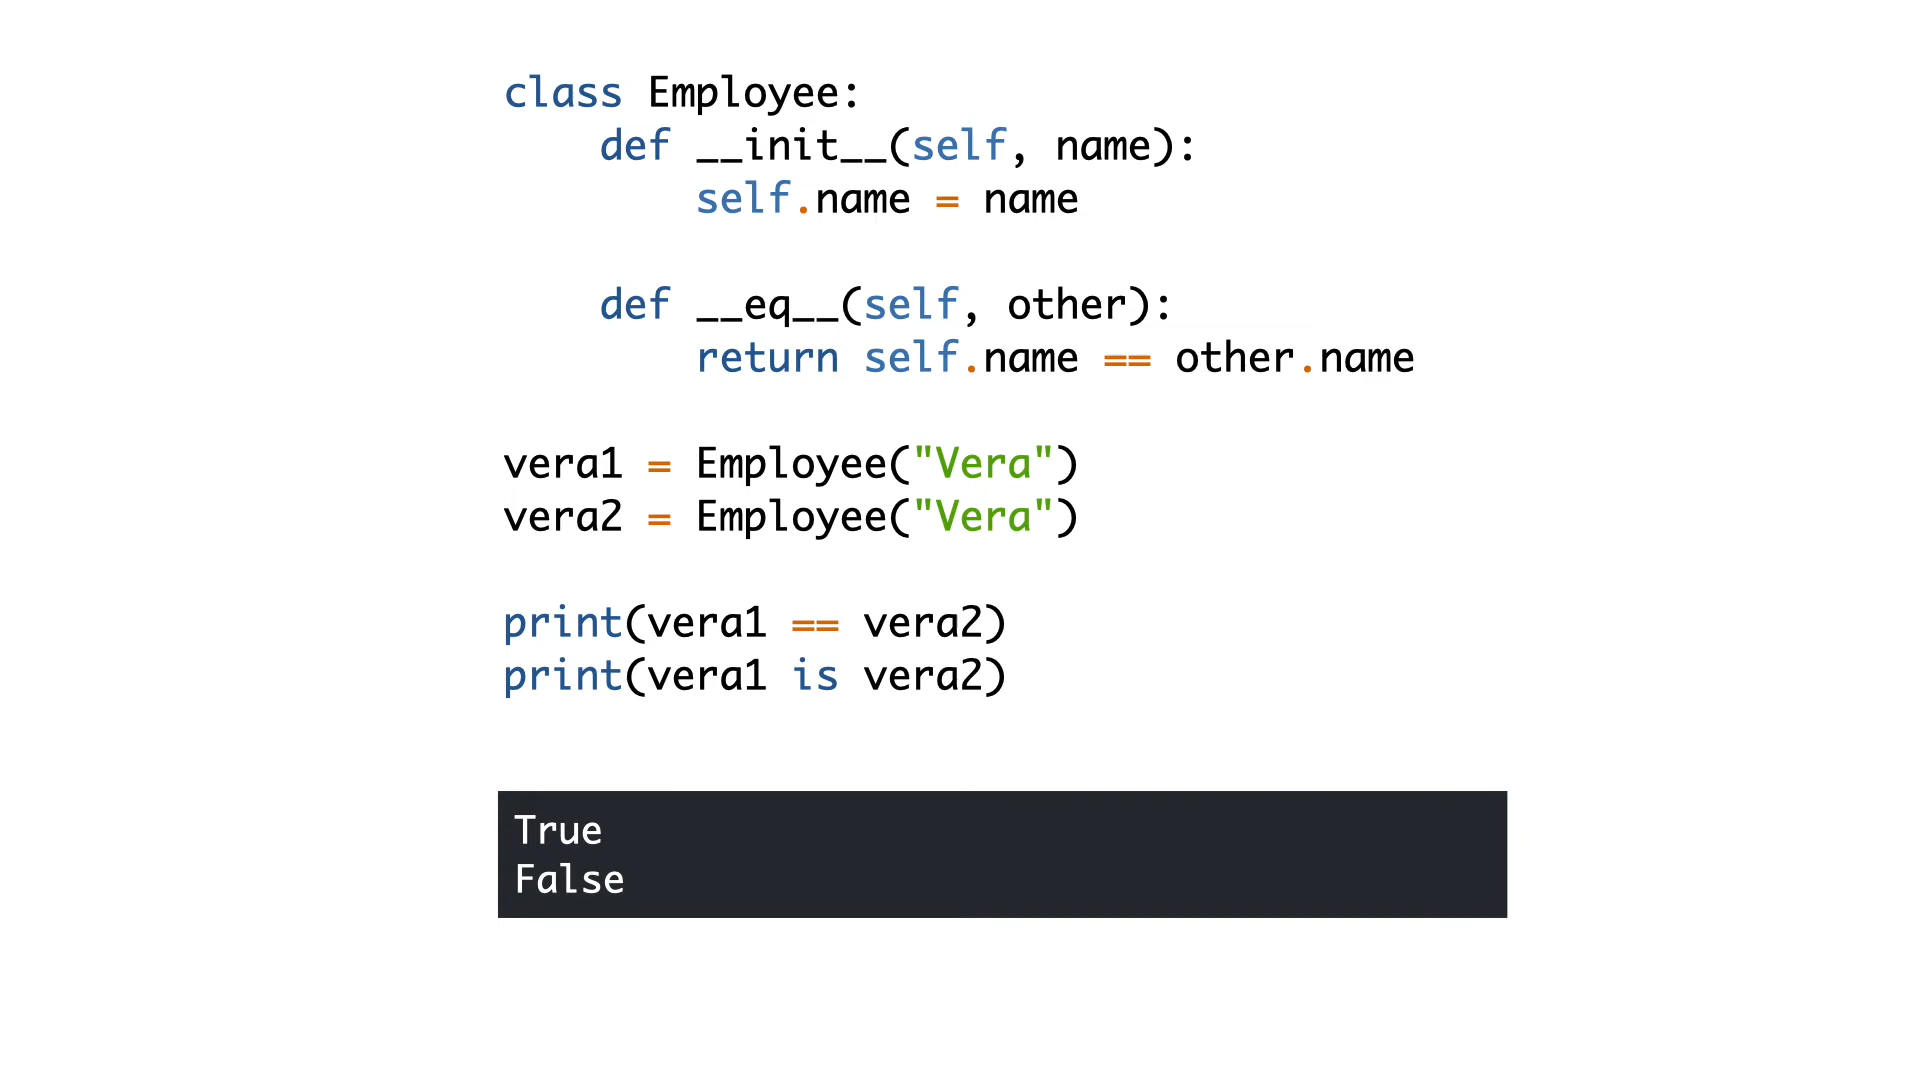 class Employee:
    def __init__(self, name):
        self.name = name

    def __eq__(self, other):
        return self.name == other.name

vera1 = Employee("Vera")
vera2 = Employee("Vera")

print(vera1 == vera2)
print(vera1 is vera2)

True
False